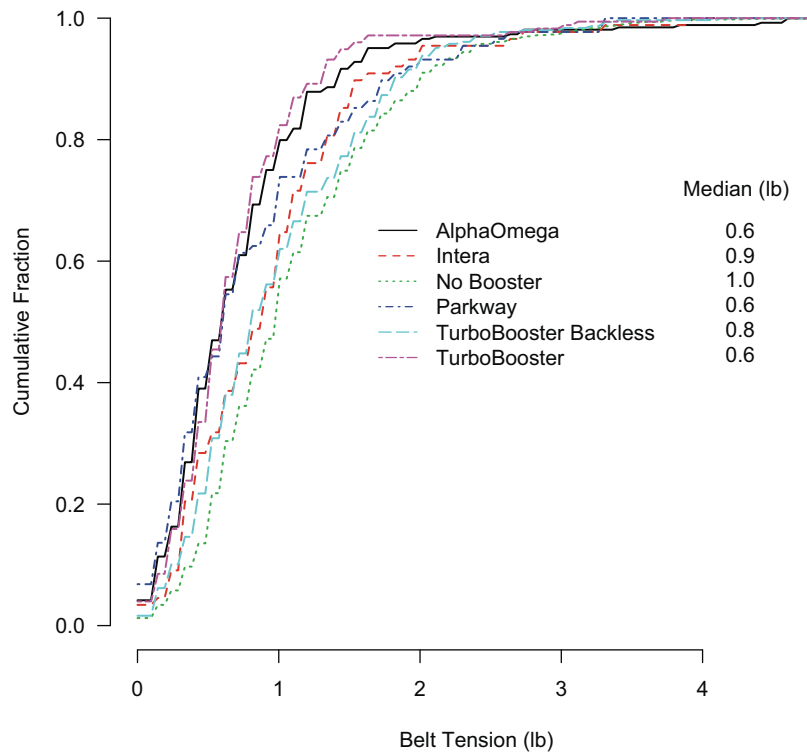 1.0
0.8
0.6
0.4
0.2
0.0
Cumulative Fraction
Median (lb)
AlphaOmega 0.6
Intera 0.9
No Booster 1.0
Parkway 0.6
TurboBooster Backless 0.8
TurboBooster 0.6
0 1 2 3 4
Belt Tension (lb)